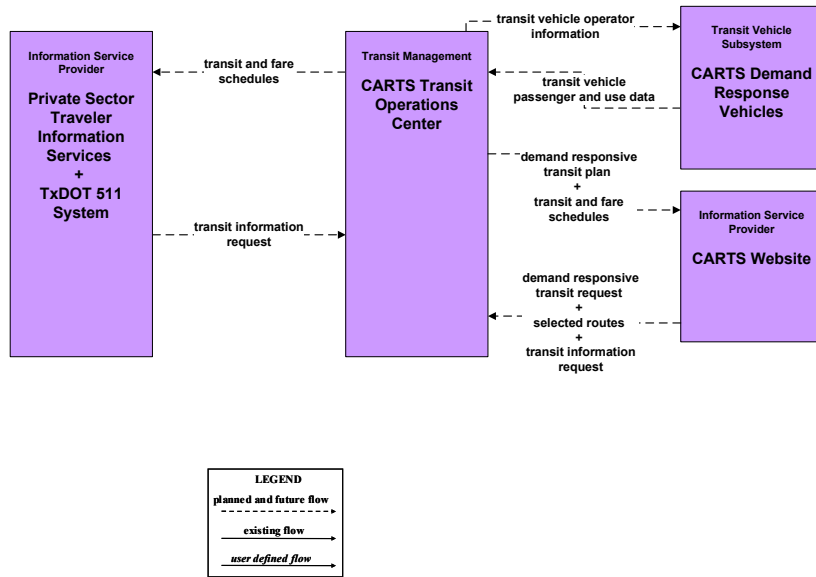 Information Service
Provider
Private Sector
Traveler
Information
Services
+
TxDOT 511
System
transit and fare
schedules
transit information
request
Transit Management
CARTS Transit
Operations
Center
transit vehicle operator
information
transit vehicle
passenger and use data
demand responsive
transit plan
+
transit and fare
schedules
demand responsive
transit request
+
selected routes
+
transit information
request
Transit Vehicle
Subsystem
CARTS Demand
Response
Vehicles
Information Service
Provider
CARTS Website
LEGEND
planned and future flow
existing flow
user defined flow